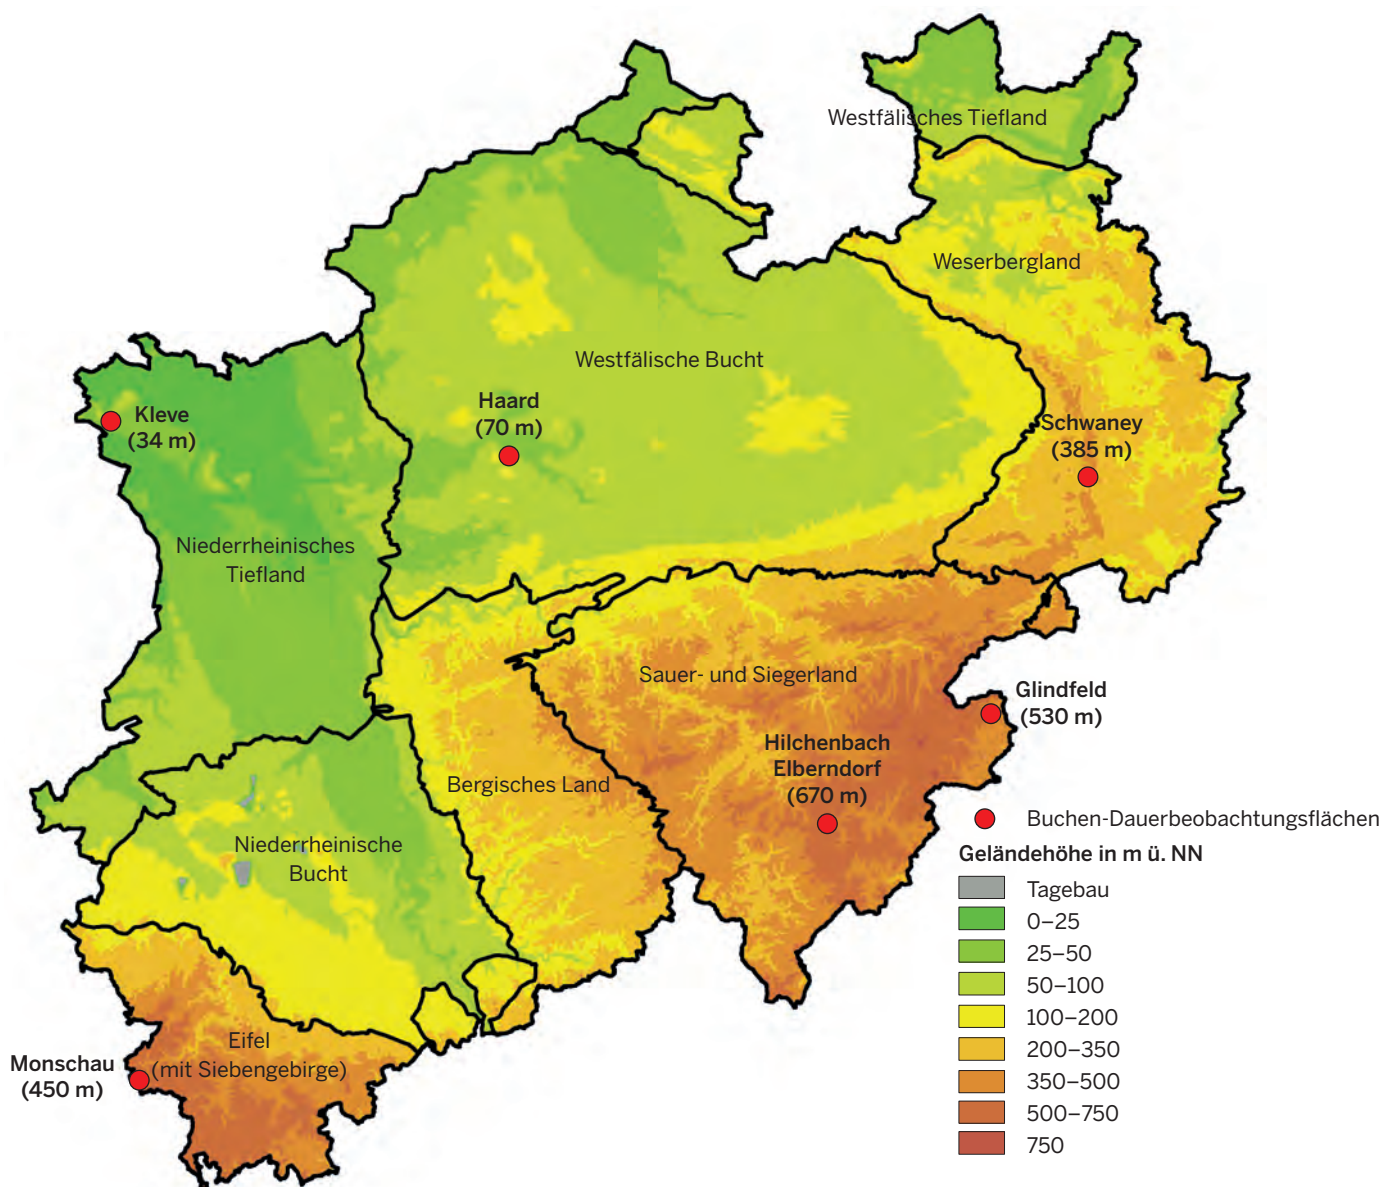 Westfälisches Tiefland
Weserbergland
Westfälische Bucht
Kleve
(34 m)
Haard
(70 m)
Schwaney
(385 m)
Niederrheinisches
Tiefland
Sauer- und Siegerland
Glindfeld
(530 m)
Hilchenbach
Elberndorf
(670 m)
Bergisches Land
Niederrheinische
Bucht
Eifel
(mit Siebengebirge)
Monschau
(450 m)
Buchen-Dauerbeobachtungsflächen
Geländehöhe in m ü. NN
Tagebau
0–25
25–50
50–100
100–200
200–350
350–500
500–750
750